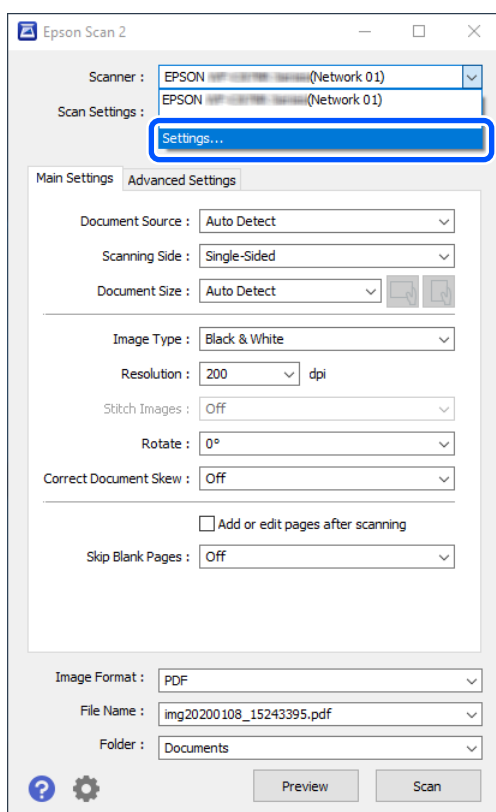 Epson Scan 2
Scanner : EPSON (Network 01)
EPSON (Network 01)
Scan Settings :
Settings...
Main Settings Advanced Settings
Document Source : Auto Detect
Scanning Side : Single-Sided
Document Size : Auto Detect
Image Type : Black & White
Resolution : 200 dpi
Stitch Images : Off
Rotate : 0°
Correct Document Skew : Off
Add or edit pages after scanning
Skip Blank Pages : Off
Image Format : PDF
File Name : img20200108_15243395.pdf
Folder : Documents
? Preview Scan